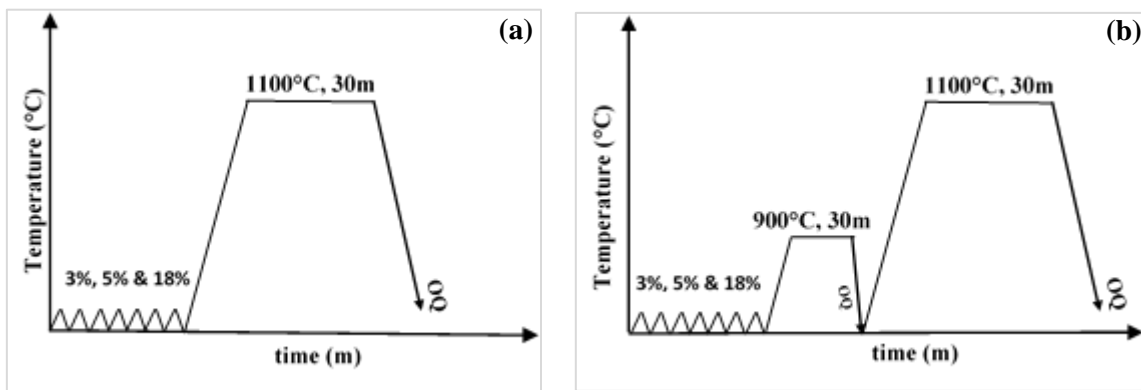 (a)
Temperature (°C)
1100°C, 30m
3%, 5% & 18%
OQ
time (m)
(b)
Temperature (°C)
1100°C, 30m
900°C, 30m
3%, 5% & 18%
OQ
OQ
time (m)